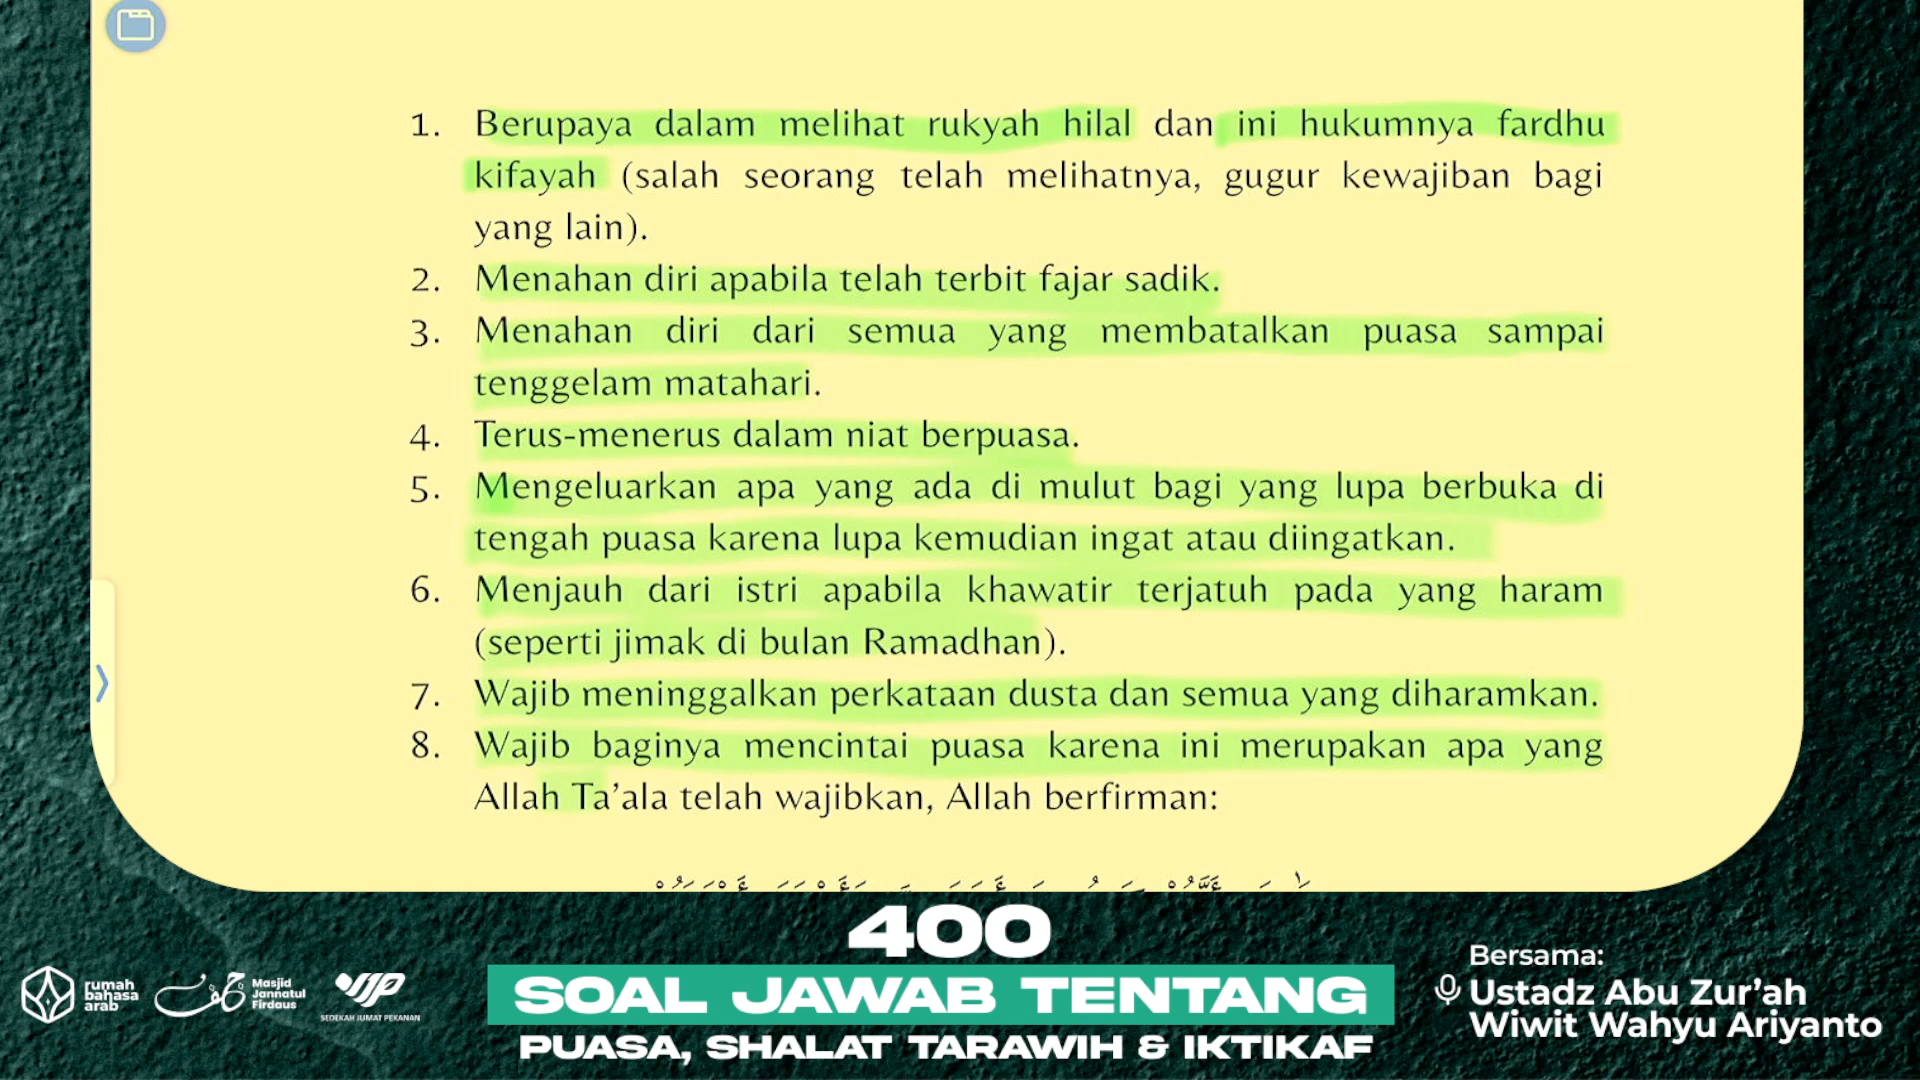 1. Berupaya dalam melihat rukyah hilal dan ini hukumnya fardhu
kifayah (salah seorang telah melihatnya, gugur kewajiban bagi
yang lain).
2. Menahan diri apabila telah terbit fajar sadik.
3. Menahan diri dari semua yang membatalkan puasa sampai
tenggelam matahari.
4. Terus-menerus dalam niat berpuasa.
5. Mengeluarkan apa yang ada di mulut bagi yang lupa berbuka di
tengah puasa karena lupa kemudian ingat atau diingatkan.
6. Menjauh dari istri apabila khawatir terjatuh pada yang haram
(seperti jimak di bulan Ramadhan).
7. Wajib meninggalkan perkataan dusta dan semua yang diharamkan.
8. Wajib baginya mencintai puasa karena ini merupakan apa yang
Allah Ta'ala telah wajibkan, Allah berfirman:
rumah
bahasa
arab
Masjid
Jannatul
Firdaus
SEDEKAH JUMAT PEKANAN
400
SOAL JAWAB TENTANG
PUASA, SHALAT TARAWIH & IKTIKAF
Bersama:
Ustadz Abu Zur'ah
Wiwit Wahyu Ariyanto